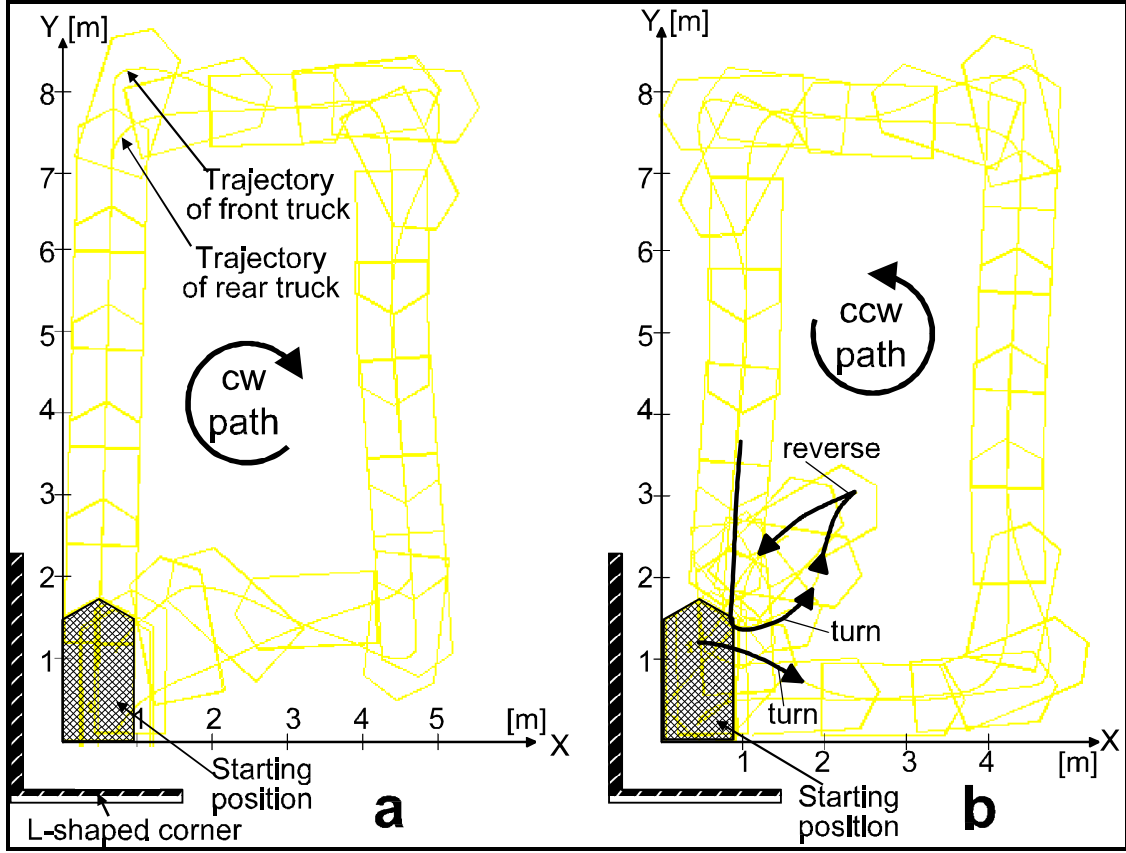 Y [m]
8
7
6
5
4
3
2
1
Trajectory
of front truck
Trajectory
of rear truck
cw
path
1 2 3 4 5 [m]
X
Starting
position
L-shaped corner
a
Y [m]
8
7
6
5
4
3
2
1
ccw
path
reverse
turn
turn
1 2 3 4 [m]
X
Starting
position
b